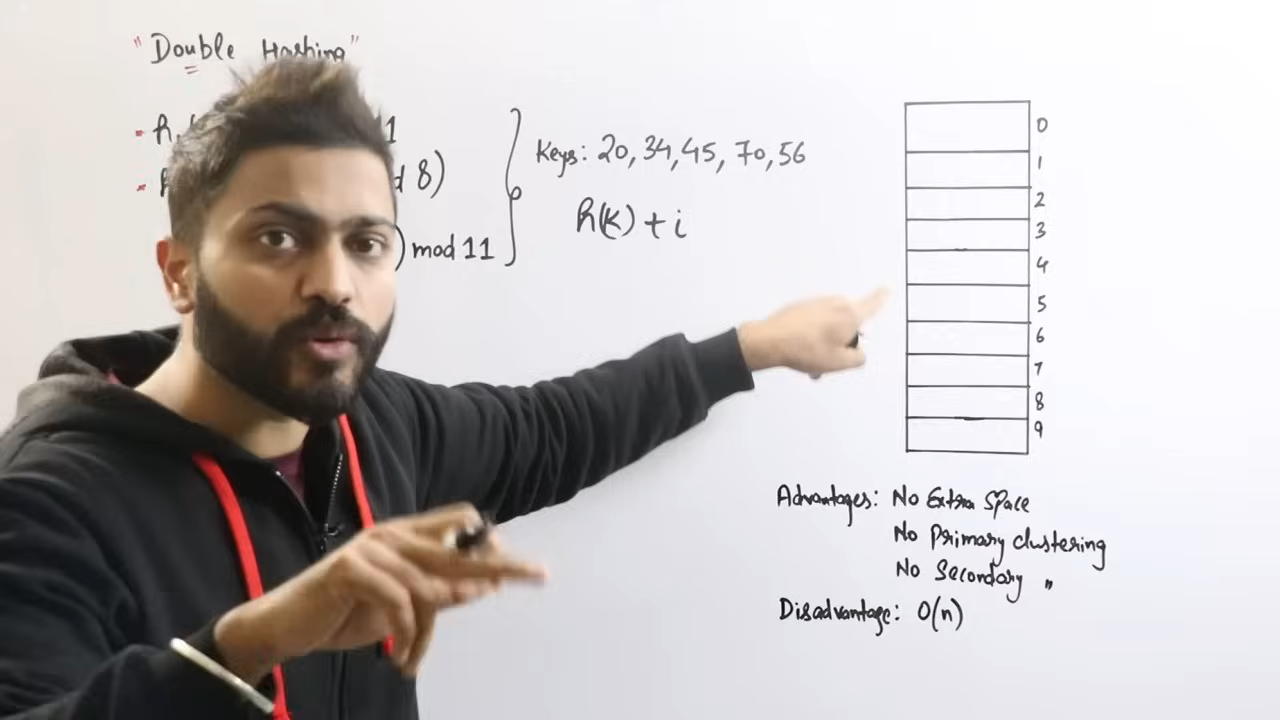 "Double Hashing"
8)
mod 11
Keys: 20, 34, 45, 70, 56
h(k) + i
0
1
2
3
4
5
6
7
8
9
Advantages: No Extra Space
No Primary clustering
No Secondary "
Disadvantage: O(n)